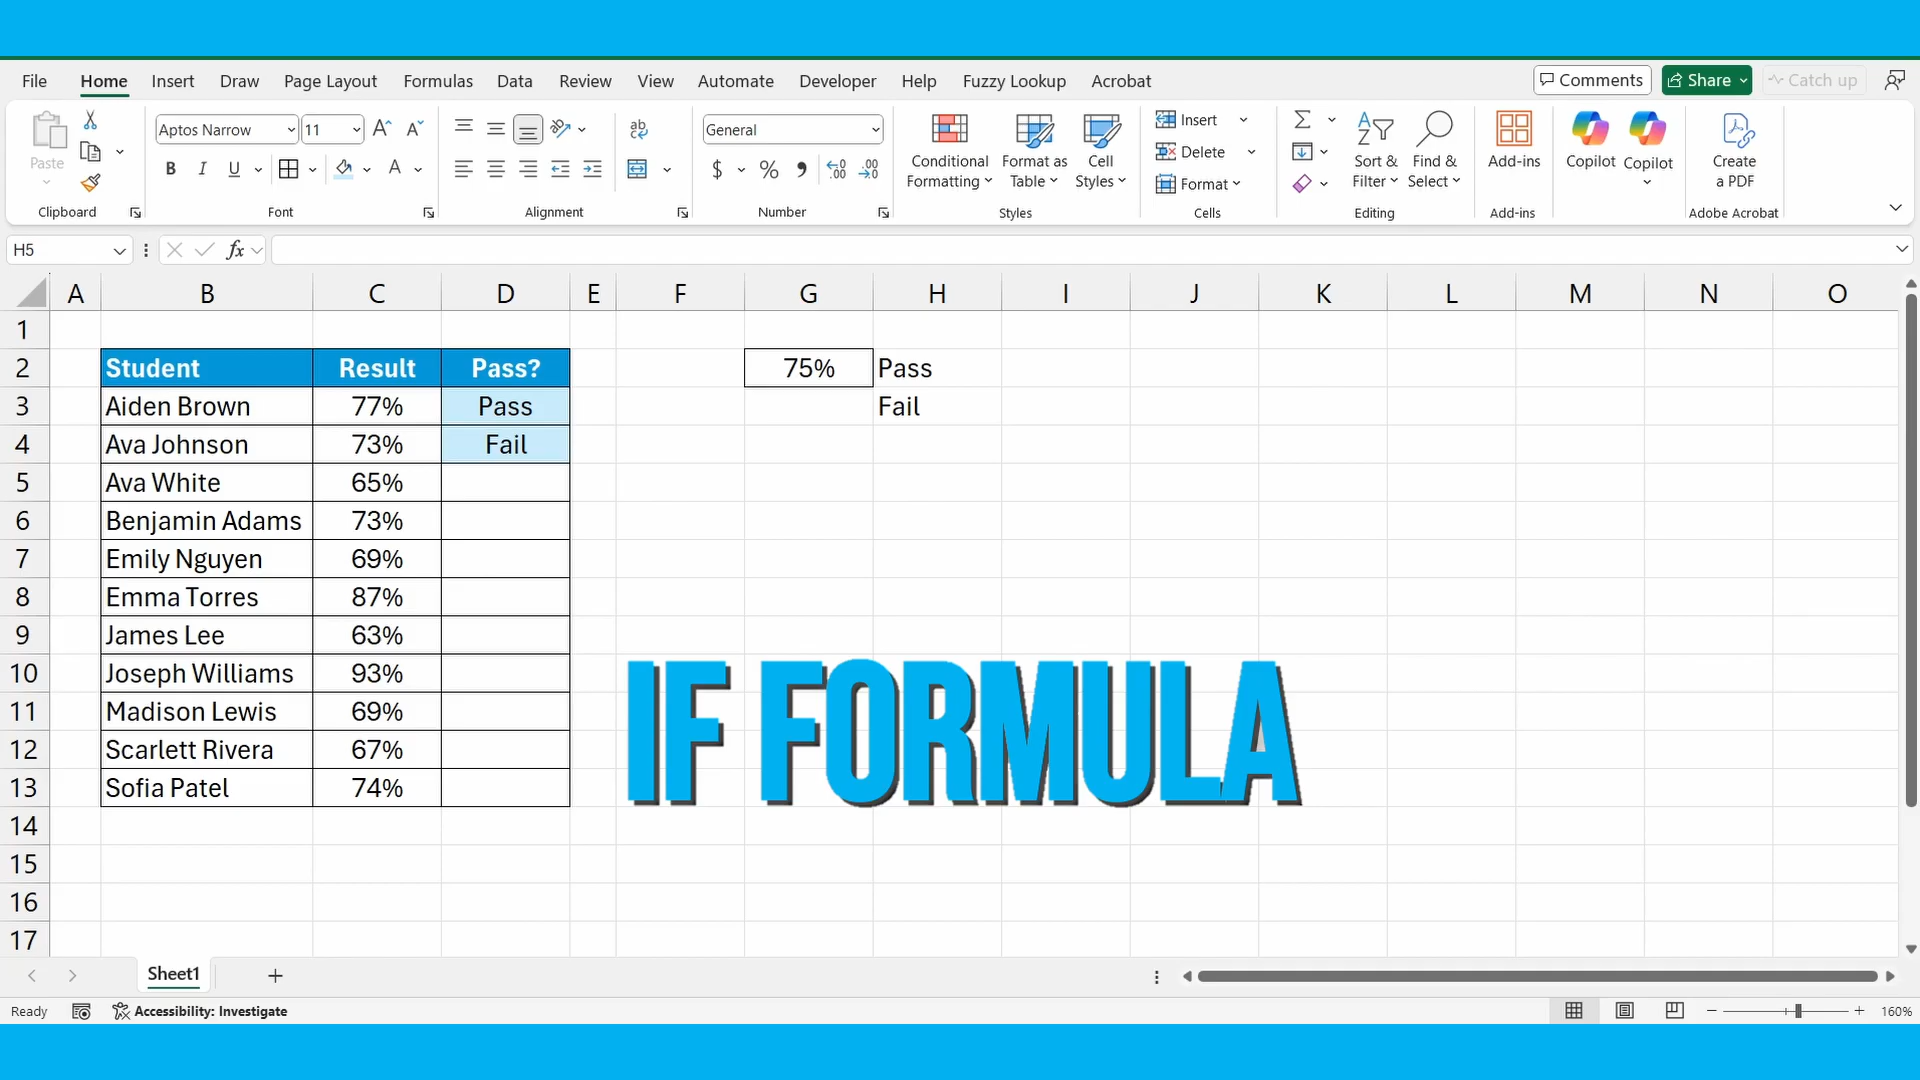 File Home Insert Draw Page Layout Formulas Data Review View Automate Developer Help Fuzzy Lookup Acrobat Comments Share Catch up
Aptos Narrow 11 General Insert
Delete
Format
Paste
B I U A $ % , Conditional Formatting Format as Table Cell Styles Sort & Filter Find & Select Add-ins Copilot Copilot Create a PDF
Clipboard Font Alignment Number Styles Cells Editing Add-ins Adobe Acrobat
H5 fx
A B C D E F G H I J K L M N O
1
2 Student Result Pass? 75% Pass
3 Aiden Brown 77% Pass Fail
4 Ava Johnson 73% Fail
5 Ava White 65%
6 Benjamin Adams 73%
7 Emily Nguyen 69%
8 Emma Torres 87%
9 James Lee 63%
10 Joseph Williams 93%
11 Madison Lewis 69%
12 Scarlett Rivera 67%
13 Sofia Patel 74%
IF FORMULA
14
15
16
17
Sheet1
Ready Accessibility: Investigate 160%